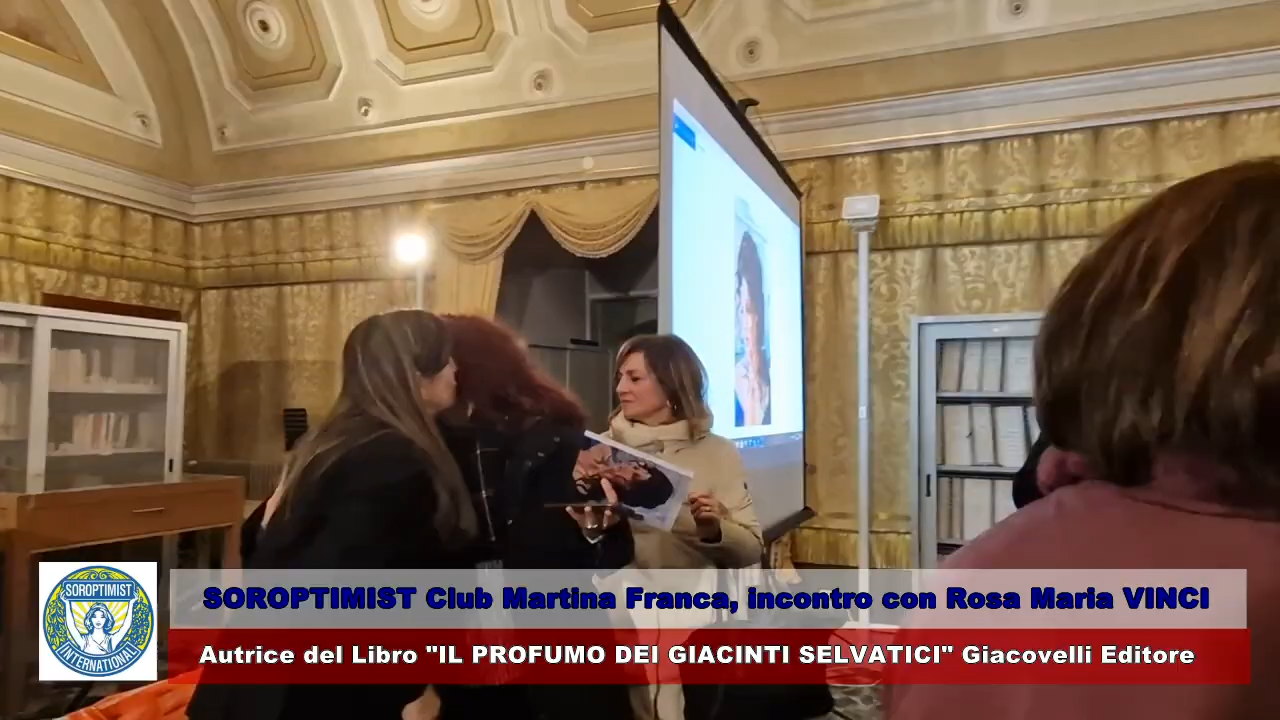 SOROPTIMIST Club Martina Franca, incontro con Rosa Maria VINCI
SOROPTIMIST
INTERNATIONAL
Autrice del Libro "IL PROFUMO DEI GIACINTI SELVATICI" Giacovelli Editore